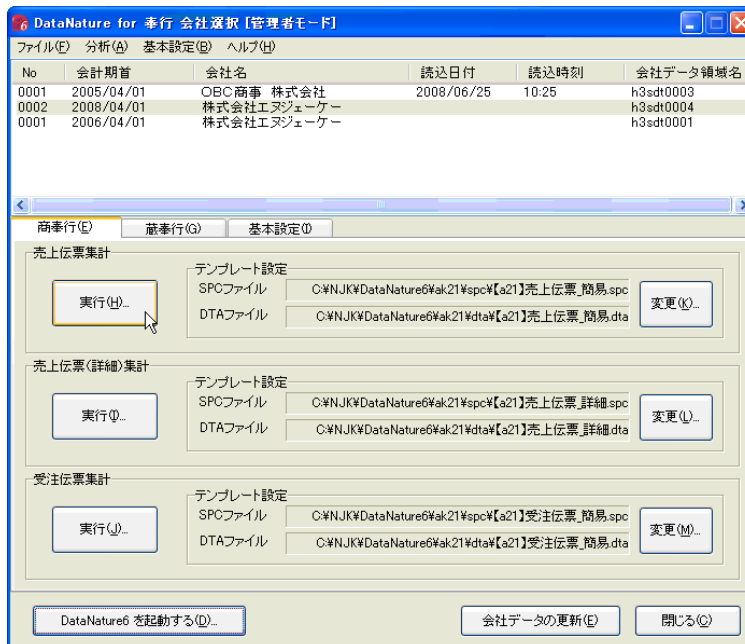 DataNature for 奉行 会社選択 [管理者モード]
ファイル(F) 分析(A) 基本設定(B) ヘルプ(H)
No 会計期首 会社名 読込日付 読込時刻 会社データ領域名
0001 2005/04/01 OBC商事 株式会社 2008/06/25 10:25 h3sdt0003
0002 2008/04/01 株式会社エヌジェーケー h3sdt0004
0001 2006/04/01 株式会社エヌジェーケー h3sdt0001
商奉行(E) 蔵奉行(G) 基本設定(I)
売上伝票集計
テンプレート設定
実行(H)... SPCファイル C:¥NJK¥DataNature6¥ak21¥spc¥【a21】売上伝票_簡易.spc 変更(K)...
DTAファイル C:¥NJK¥DataNature6¥ak21¥dta¥【a21】売上伝票_簡易.dta
売上伝票(詳細)集計
テンプレート設定
実行(I)... SPCファイル C:¥NJK¥DataNature6¥ak21¥spc¥【a21】売上伝票_詳細.spc 変更(L)...
DTAファイル C:¥NJK¥DataNature6¥ak21¥dta¥【a21】売上伝票_詳細.dta
受注伝票集計
テンプレート設定
実行(J)... SPCファイル C:¥NJK¥DataNature6¥ak21¥spc¥【a21】受注伝票_簡易.spc 変更(M)...
DTAファイル C:¥NJK¥DataNature6¥ak21¥dta¥【a21】受注伝票_簡易.dta
DataNature6 を起動する(D)... 会社データの更新(E) 閉じる(C)